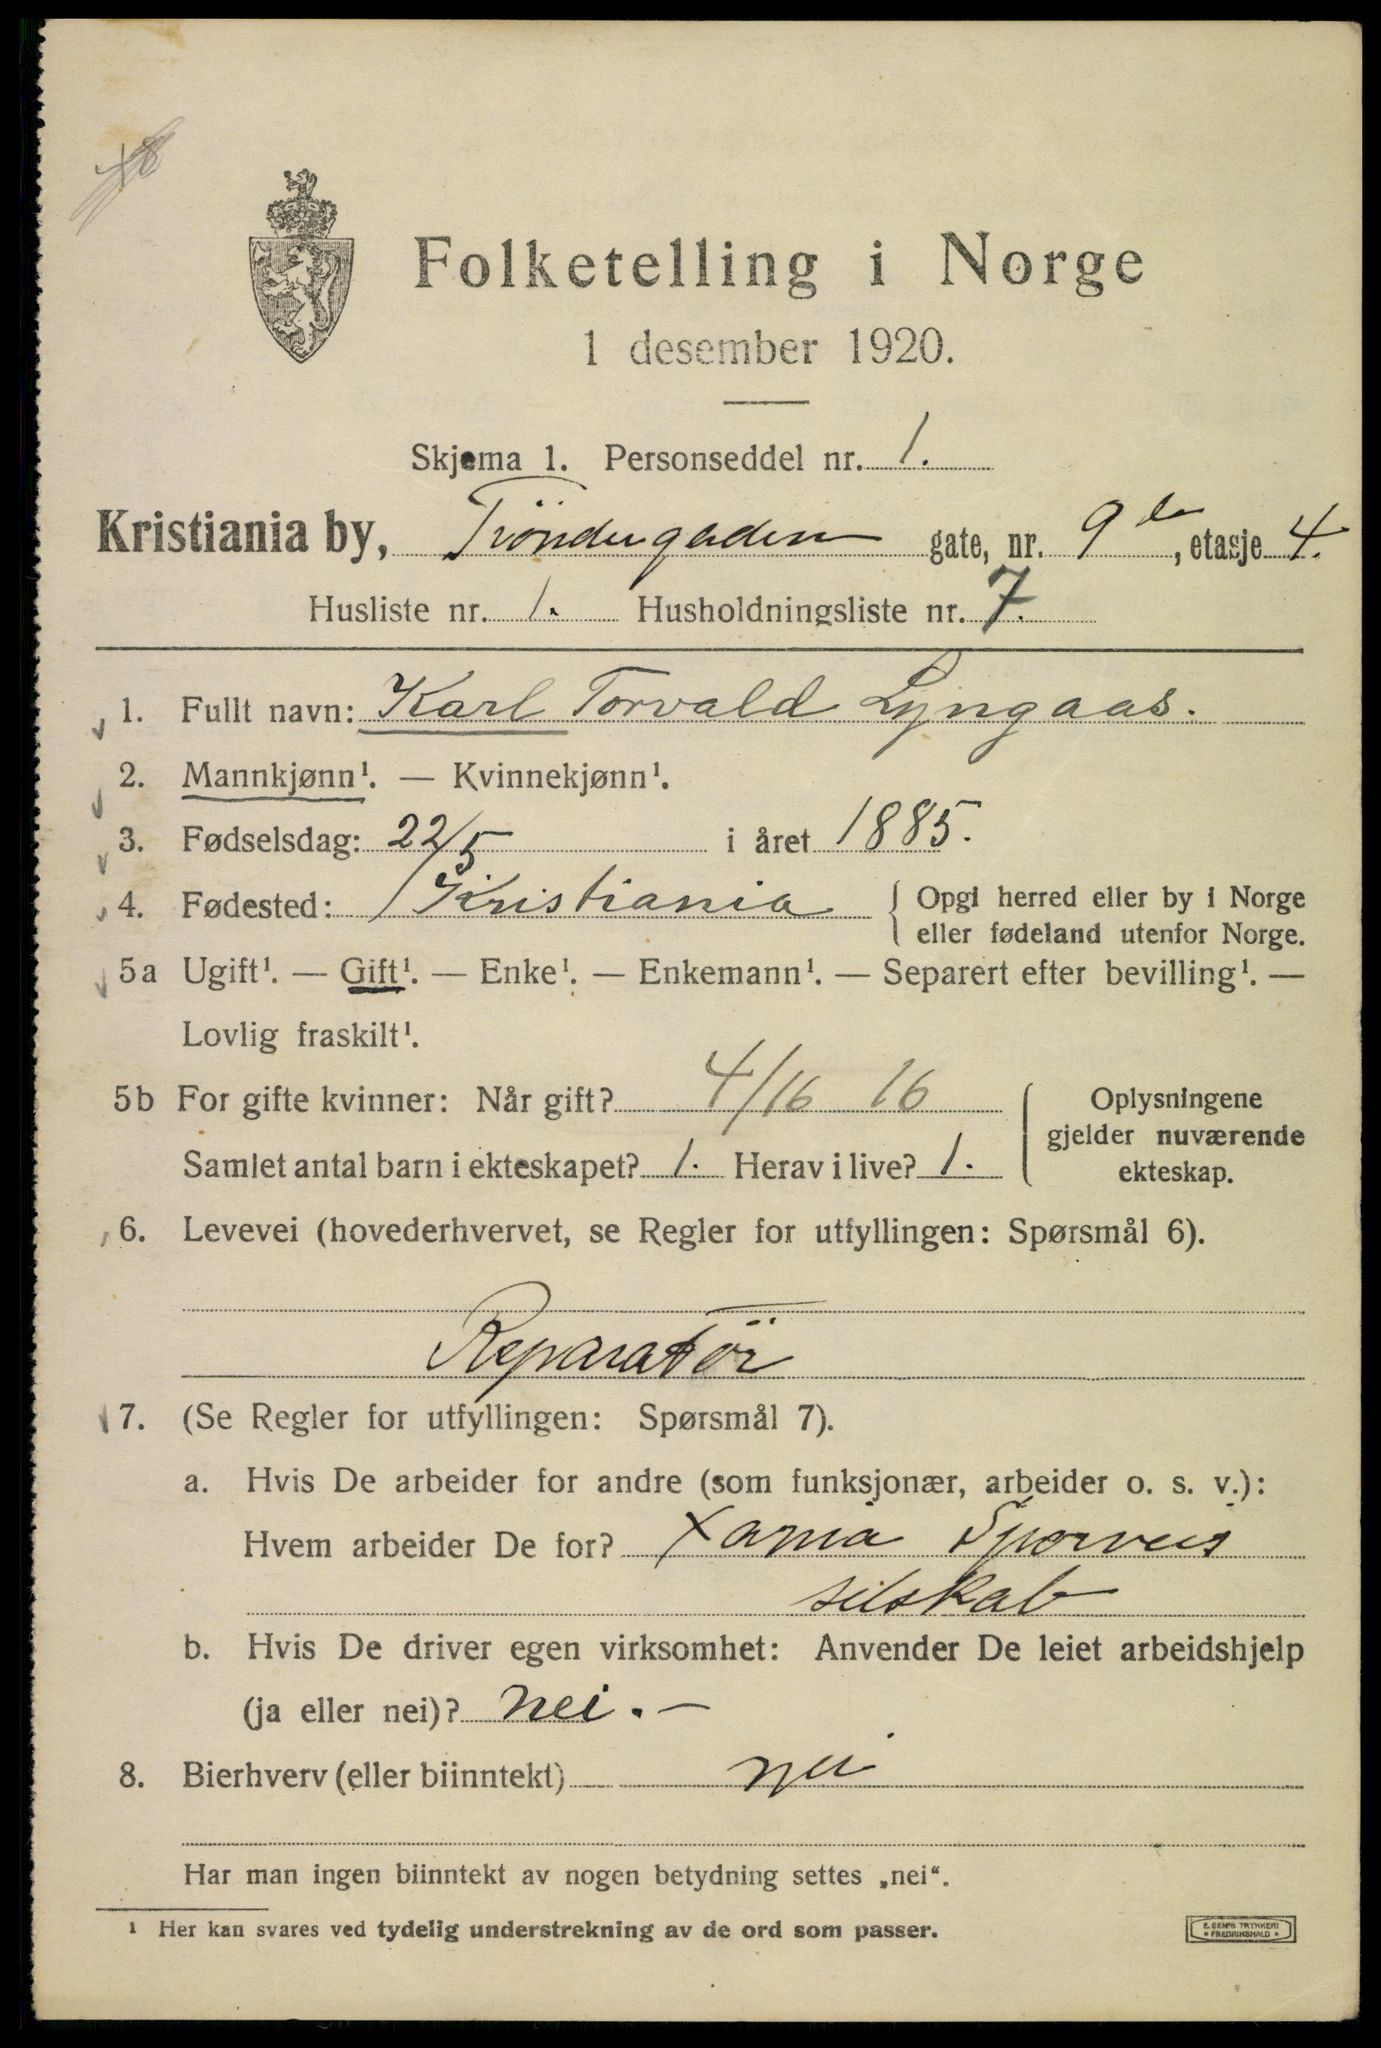 Folketelling i Norge
1 desember 1920.
Skjema 1. Personseddel nr. 1.
Kristiania by, Tröndergaden gate, nr. 9 , etasje 4.
Husliste nr. 1. Husholdningsliste nr. 7.
1. Fullt navn: Karl Torvald Lyngaas.
2. Mannkjønn¹. — Kvinnekjønn¹.
3. Fødselsdag: 22/5 i året 1885.
4. Fødested: Kristiania { Opgi herred eller by i Norge
eller fødeland utenfor Norge.
5a Ugift¹. — Gift¹. — Enke¹. — Enkemann¹. — Separert efter bevilling¹. —
Lovlig fraskilt¹.
5b For gifte kvinner: Når gift? 4/16 16
Samlet antal barn i ekteskapet? 1. Herav i live? 1.
{ Oplysningene
gjelder nuværende
ekteskap.
6. Levevei (hovederhvervet, se Regler for utfyllingen: Spørsmål 6).
Reparatör
7. (Se Regler for utfyllingen: Spørsmål 7).
a. Hvis De arbeider for andre (som funksjonær, arbeider o. s. v.):
Hvem arbeider De for? Xania Sporveis
selskab
b. Hvis De driver egen virksomhet: Anvender De leiet arbeidshjelp
(ja eller nei)? nei. —
8. Bierhverv (eller biinntekt) nei
Har man ingen biinntekt av nogen betydning settes „nei“.
¹ Her kan svares ved tydelig understrekning av de ord som passer.
E. SEM'S TRYKKERI
* FREDRIKSHALD *